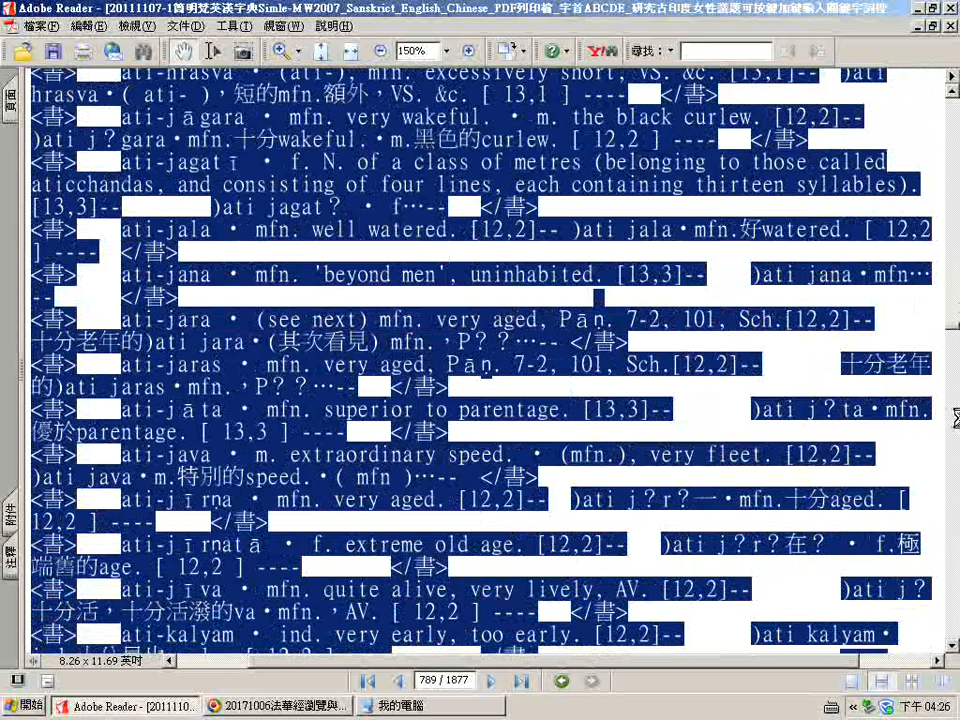 Adobe Reader - [20111107-1簡明梵英漢字典Simle-MW2007_Sanskrit_English_Chinese_PDF列印檔_字首ABCDE_研究古印度女性議題可按
檔案(F) 編輯(E) 檢視(V) 文件(D) 工具(T) 視窗(W) 說明(H)
150% Y! 尋找:
頁面
附件
注釋
<書> ati-hrasva ‧ (ati-), mfn. excessively short, VS. &c. [13,1]-- )ati
hrasva‧( ati- ),短的mfn.額外,VS. &c. [ 13,1 ] ---- </書>
<書> ati-jāgara ‧ mfn. very wakeful. ‧ m. the black curlew. [12,2]--
)ati j?gara‧mfn.十分wakeful.‧m.黑色的curlew. [ 12,2 ] ---- </書>
<書> ati-jagatī ‧ f. N. of a class of metres (belonging to those called
aticchandas, and consisting of four lines, each containing thirteen syllables).
[13,3]-- )ati jagat? ‧ f…-- </書>
<書> ati-jala ‧ mfn. well watered. [12,2]-- )ati jala‧mfn.好watered. [ 12,2
] ---- </書>
<書> ati-jana ‧ mfn. 'beyond men', uninhabited. [13,3]-- )ati jana‧mfn…
-- </書>
<書> ati-jara ‧ (see next) mfn. very aged, Pāṇ. 7-2, 101, Sch.[12,2]--
十分老年的)ati jara‧(其次看見) mfn.,P??…-- </書>
<書> ati-jaras ‧ mfn. very aged, Pāṇ. 7-2, 101, Sch.[12,2]-- 十分老年
的)ati jaras‧mfn.,P??…-- </書>
<書> ati-jāta ‧ mfn. superior to parentage. [13,3]-- )ati j?ta‧mfn.
優於parentage. [ 13,3 ] ---- </書>
<書> ati-java ‧ m. extraordinary speed. ‧ (mfn.), very fleet. [12,2]--
)ati java‧m.特別的speed.‧( mfn )…-- </書>
<書> ati-jīrṇa ‧ mfn. very aged. [12,2]-- )ati j?r?一‧mfn.十分aged. [
12,2 ] ---- </書>
<書> ati-jīrṇatā ‧ f. extreme old age. [12,2]-- )ati j?r?在? ‧ f.極
端舊的age. [ 12,2 ] ---- </書>
<書> ati-jīva ‧ mfn. quite alive, very lively, AV. [12,2]-- )ati j?
十分活,十分活潑的va‧mfn.,AV. [ 12,2 ] ---- </書>
<書> ati-kalyam ‧ ind. very early, too early. [12,2]-- )ati kalyam‧
8.26 x 11.69 英吋
789 / 1877
開始 Adobe Reader - [2011110... 20171006法華經瀏覽與... 我的電腦 下午 04:26